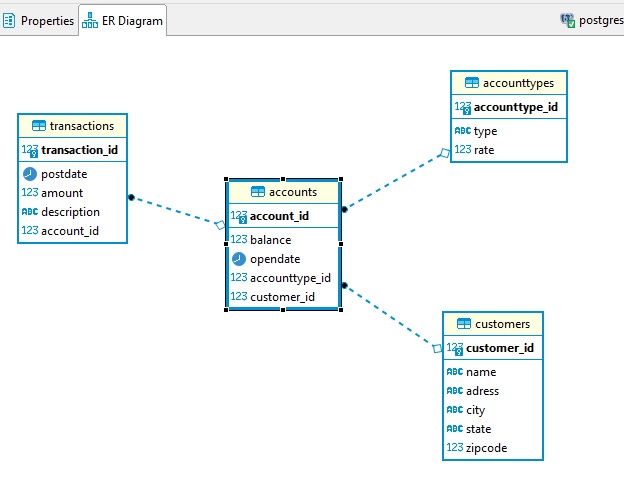 Properties
ER Diagram
postgres
transactions
123 transaction_id
postdate
123 amount
ABC description
123 account_id
accounts
123 account_id
123 balance
opendate
123 accounttype_id
123 customer_id
accounttypes
123 accounttype_id
ABC type
123 rate
customers
123 customer_id
ABC name
ABC adress
ABC city
ABC state
123 zipcode